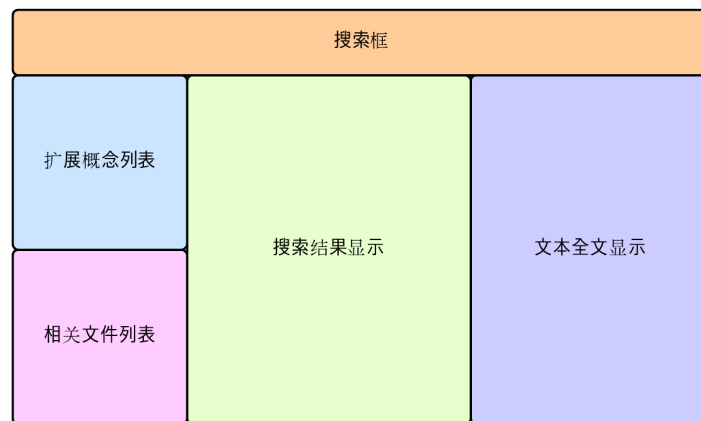 搜索框
扩展概念列表
搜索结果显示
文本全文显示
相关文件列表